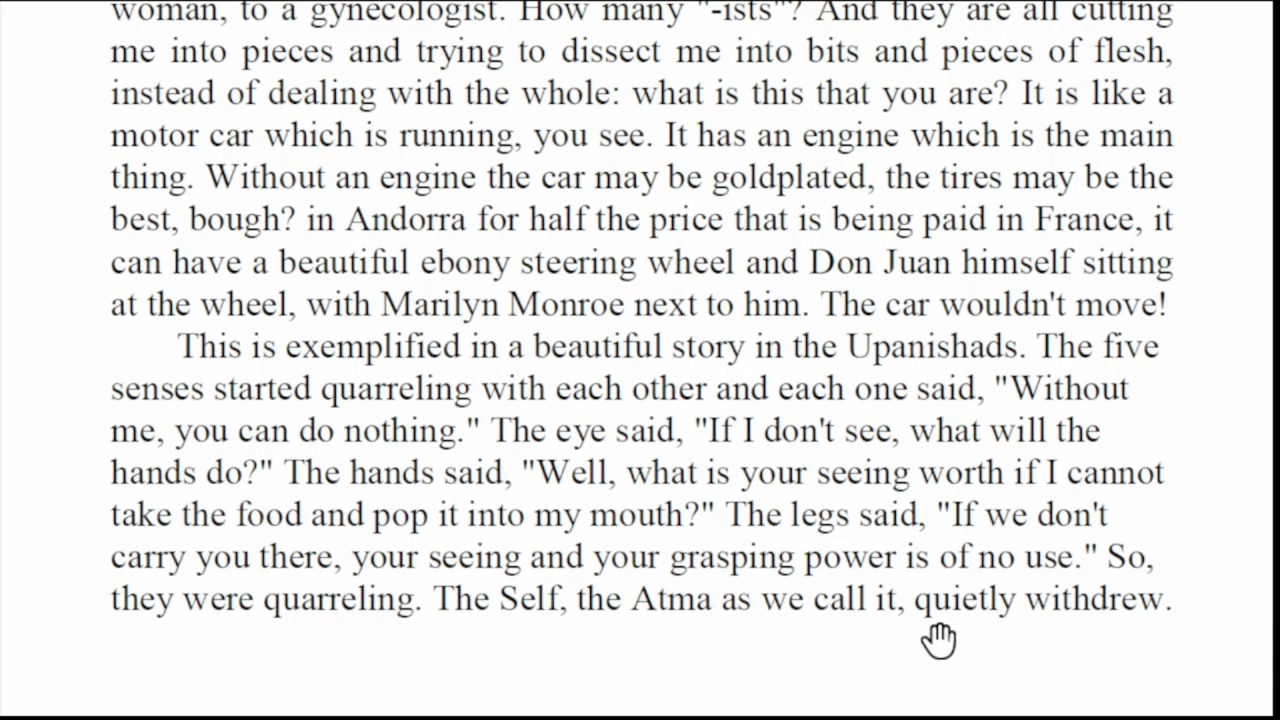 woman, to a gynecologist. How many "-ists"? And they are all cutting
me into pieces and trying to dissect me into bits and pieces of flesh,
instead of dealing with the whole: what is this that you are? It is like a
motor car which is running, you see. It has an engine which is the main
thing. Without an engine the car may be goldplated, the tires may be the
best, bough? in Andorra for half the price that is being paid in France, it
can have a beautiful ebony steering wheel and Don Juan himself sitting
at the wheel, with Marilyn Monroe next to him. The car wouldn't move!
This is exemplified in a beautiful story in the Upanishads. The five
senses started quarreling with each other and each one said, "Without
me, you can do nothing." The eye said, "If I don't see, what will the
hands do?" The hands said, "Well, what is your seeing worth if I cannot
take the food and pop it into my mouth?" The legs said, "If we don't
carry you there, your seeing and your grasping power is of no use." So,
they were quarreling. The Self, the Atma as we call it, quietly withdrew.